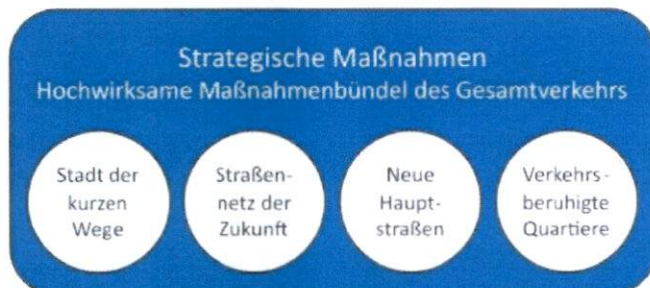 Strategische Maßnahmen
Hochwirksame Maßnahmenbündel des Gesamtverkehrs
Stadt der
kurzen
Wege
Straßen-
netz der
Zukunft
Neue
Haupt-
straßen
Verkehrs-
beruhigte
Quartiere